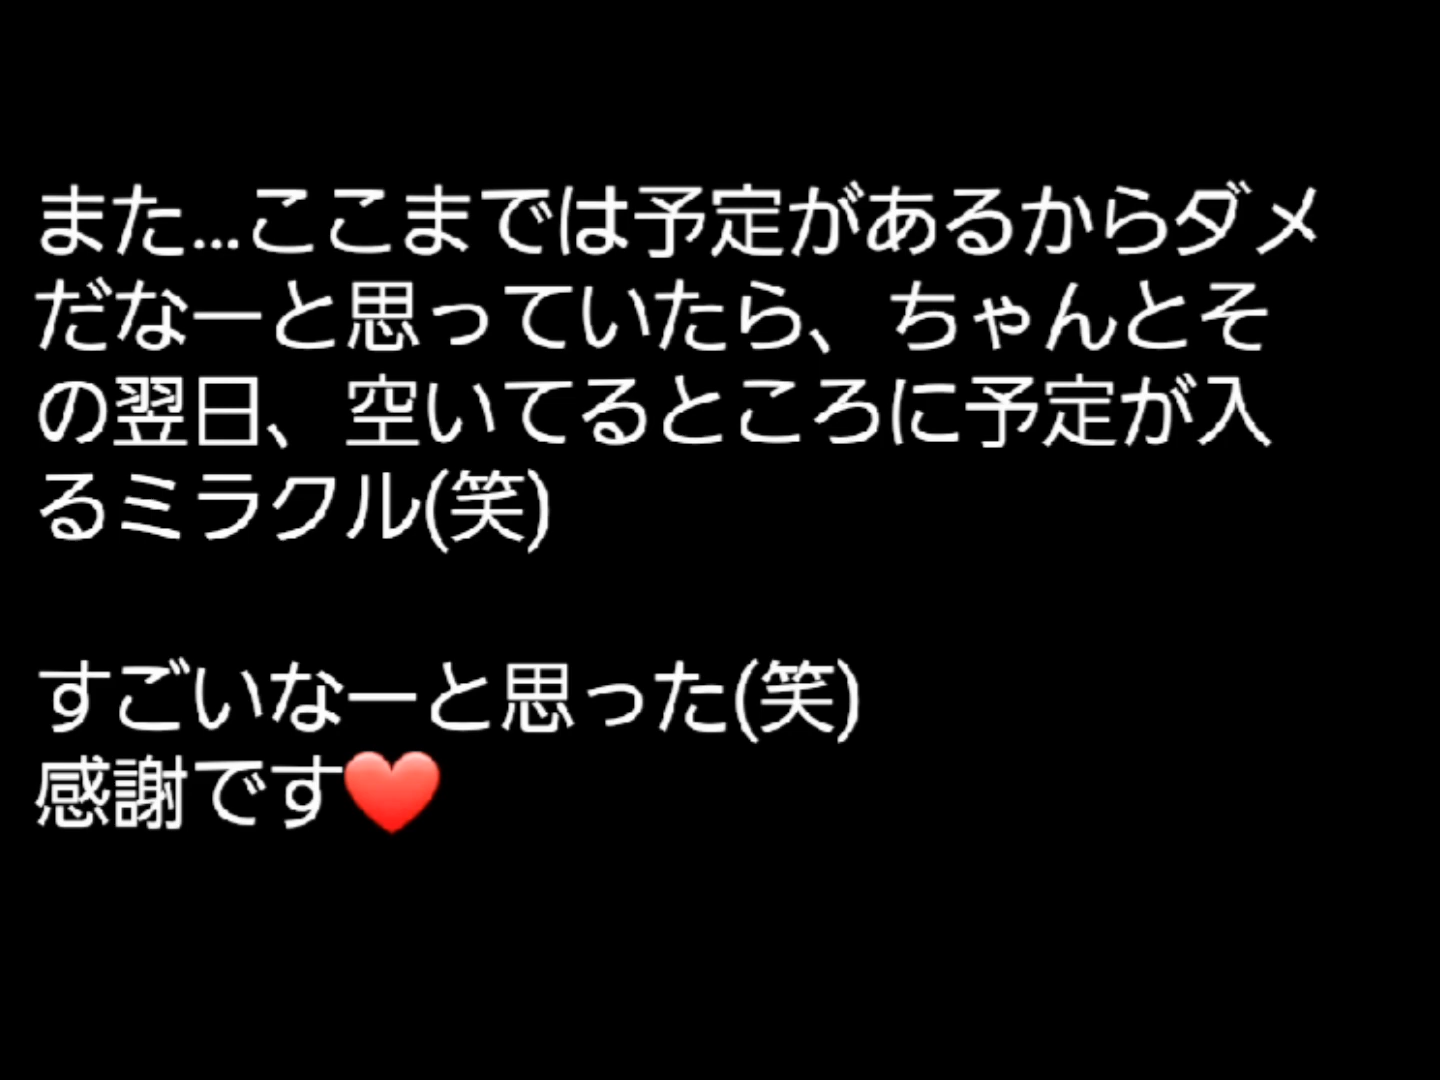 また...ここまでは予定があるからダメ
だなーと思っていたら、ちゃんとそ
の翌日、空いてるところに予定が入
るミラクル(笑)
すごいなーと思った(笑)
感謝です❤